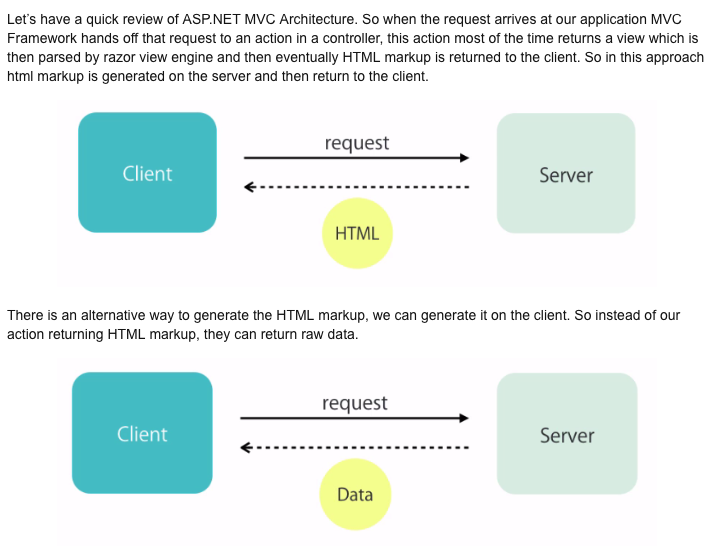 Let’s have a quick review of ASP.NET MVC Architecture. So when the request arrives at our application MVC
Framework hands off that request to an action in a controller, this action most of the time returns a view which is
then parsed by razor view engine and then eventually HTML markup is returned to the client. So in this approach
html markup is generated on the server and then return to the client.
request
Client
Server
HTML
There is an alternative way to generate the HTML markup, we can generate it on the client. So instead of our
action returning HTML markup, they can return raw data.
request
Client
Server
Data